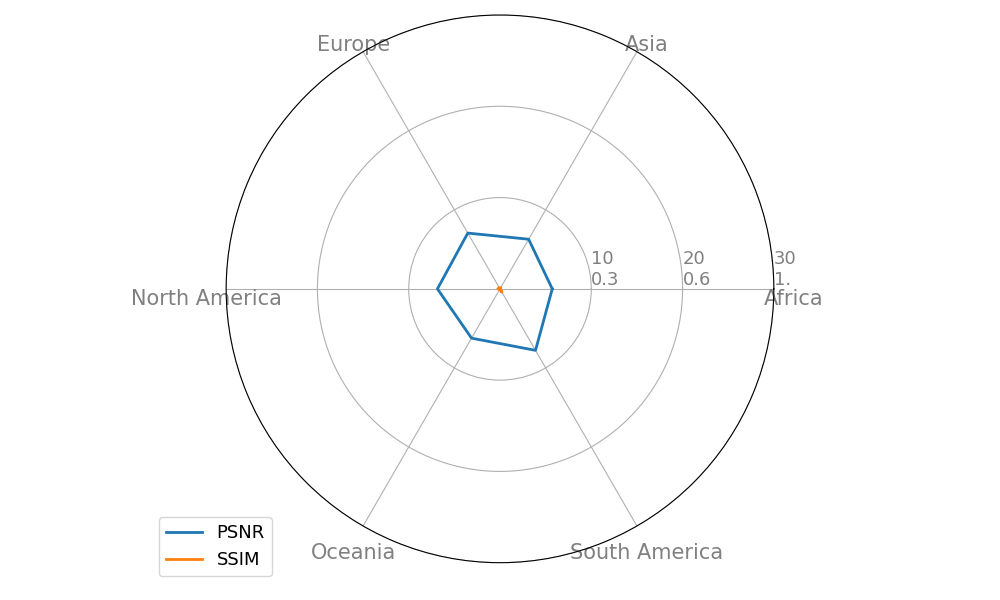 Europe
Asia
10
20
30
0.3
0.6
1.
North America
Africa
Oceania
South America
PSNR
SSIM